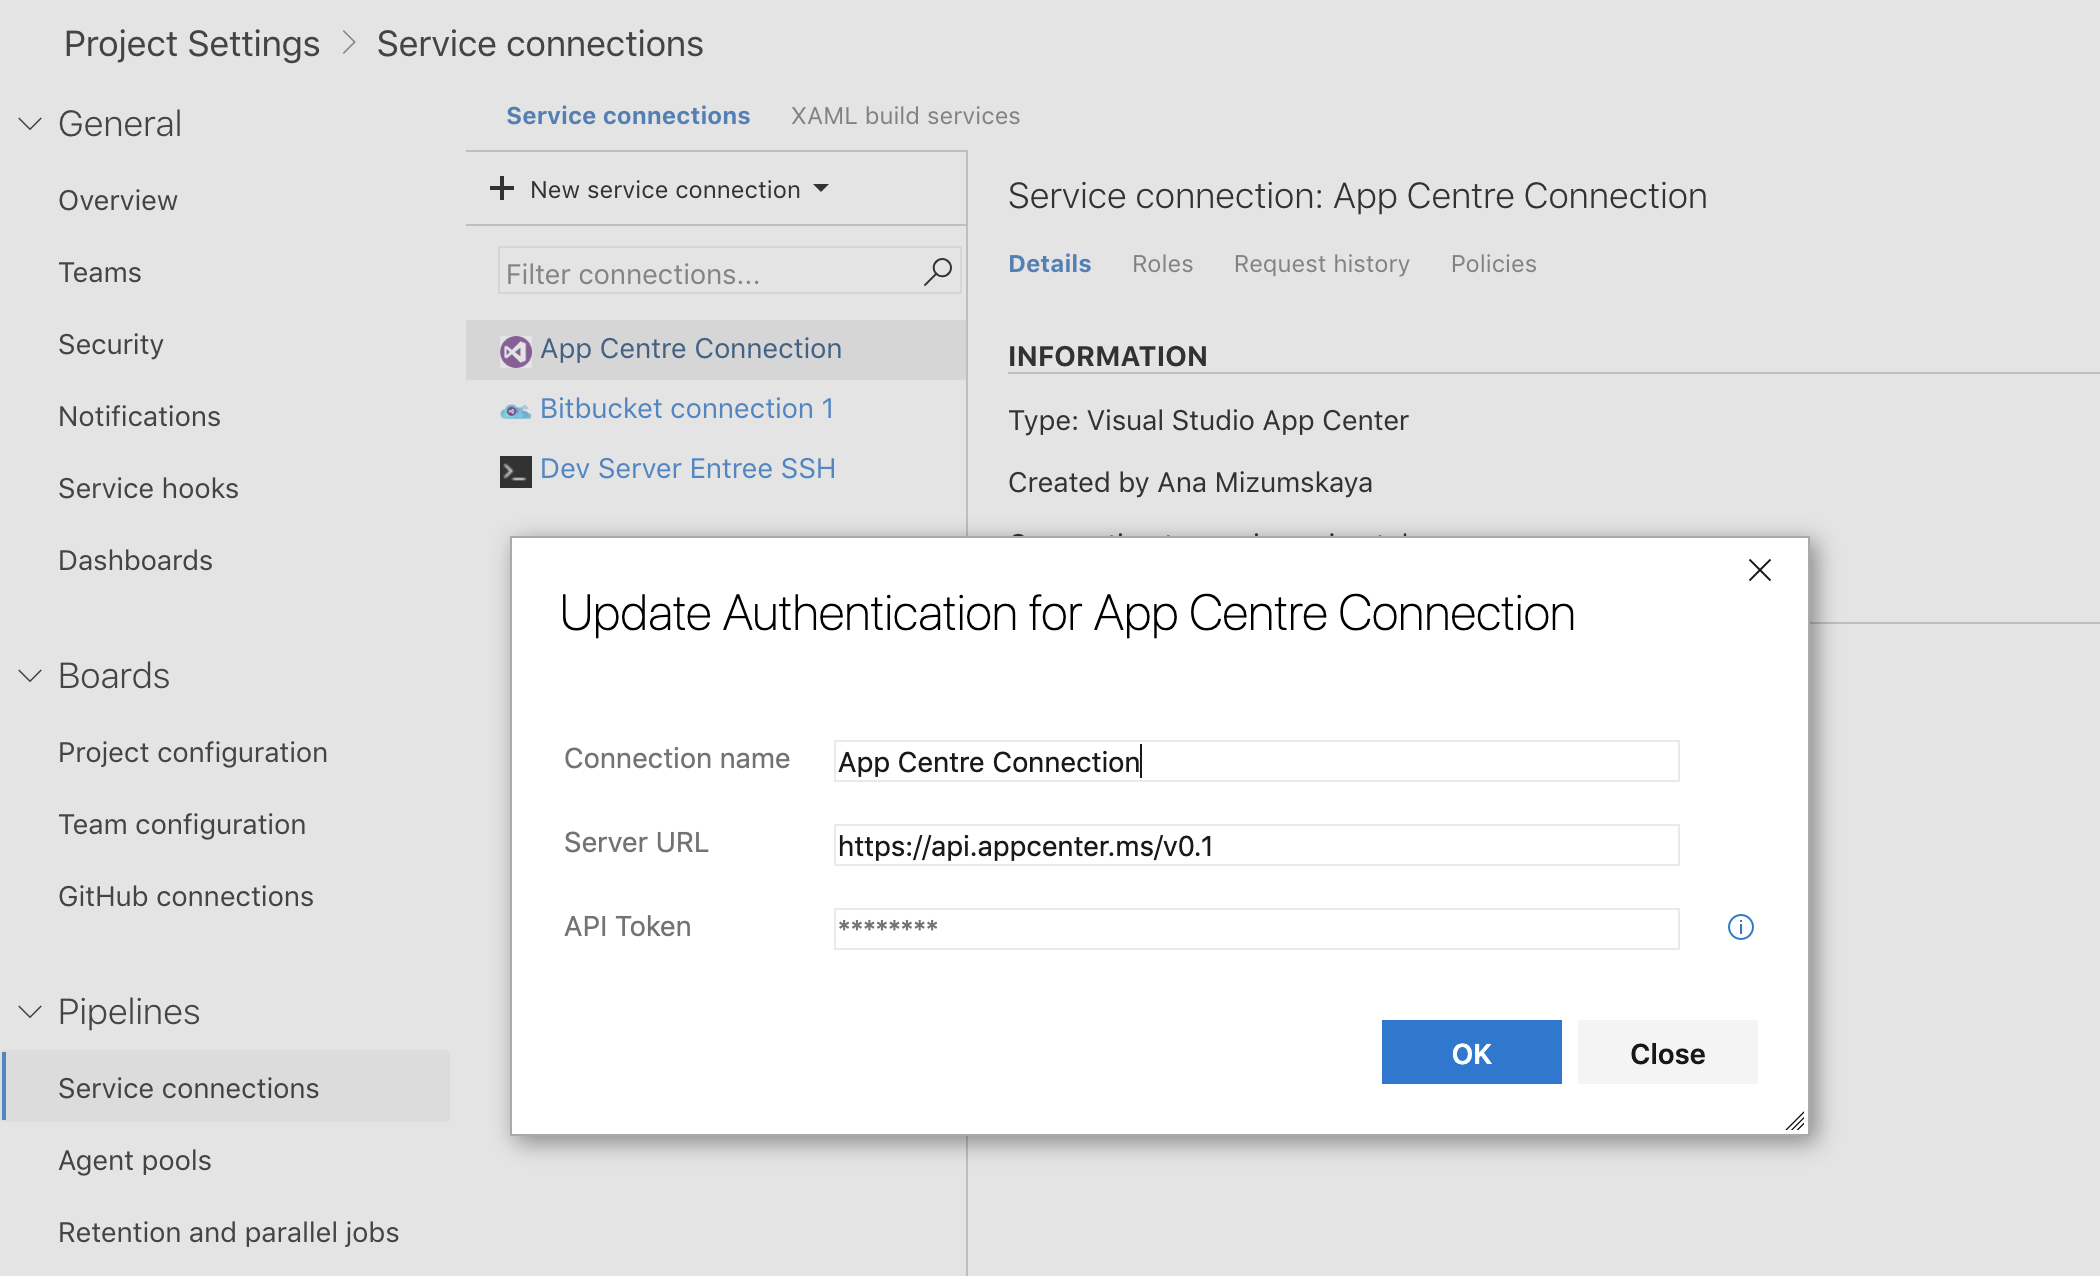 Project Settings > Service connections
General
Overview
Teams
Security
Notifications
Service hooks
Dashboards
Boards
Project configuration
Team configuration
GitHub connections
Pipelines
Service connections
Agent pools
Retention and parallel jobs
Service connections XAML build services
+ New service connection
Filter connections...
App Centre Connection
Bitbucket connection 1
Dev Server Entree SSH
Service connection: App Centre Connection
Details Roles Request history Policies
INFORMATION
Type: Visual Studio App Center
Created by Ana Mizumskaya
Update Authentication for App Centre Connection
Connection name App Centre Connection
Server URL https://api.appcenter.ms/v0.1
API Token ********
OK Close